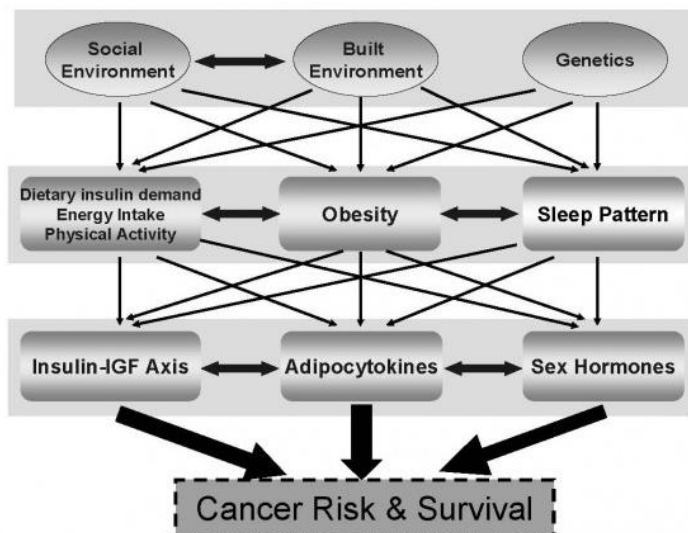 Social
Environment
Built
Environment
Genetics
Dietary insulin demand
Energy Intake
Physical Activity
Obesity
Sleep Pattern
Insulin-IGF Axis
Adipocytokines
Sex Hormones
Cancer Risk & Survival